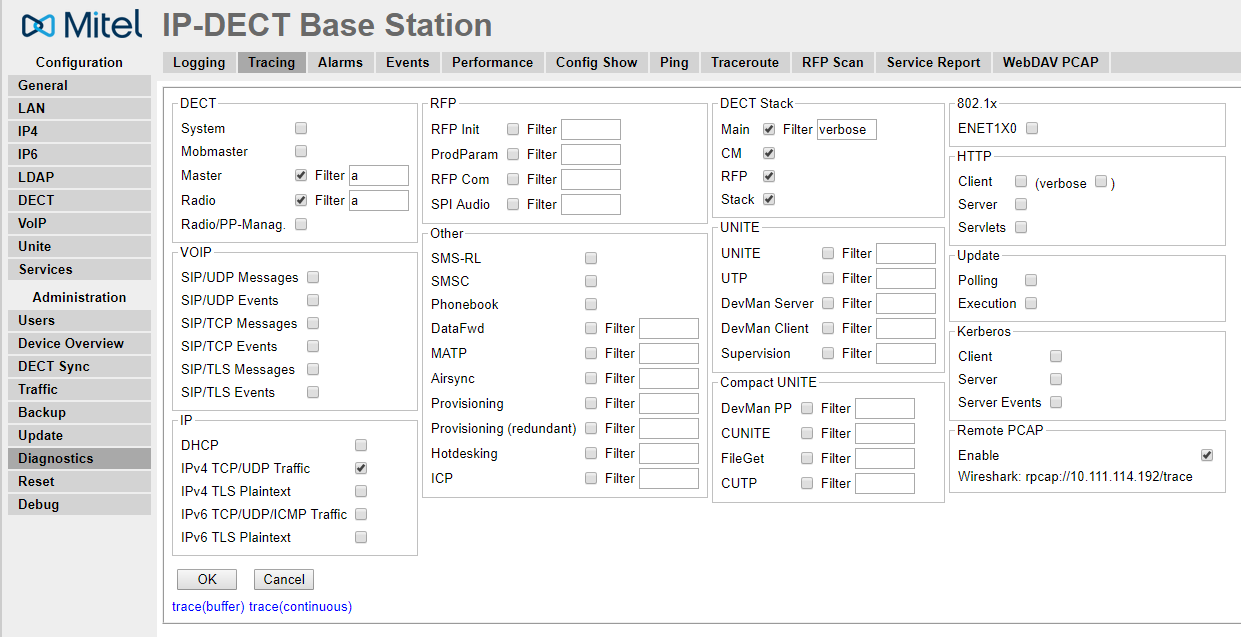 Mitel
IP-DECT Base Station
Configuration
General
LAN
IP4
IP6
LDAP
DECT
VoIP
Unite
Services
Administration
Users
Device Overview
DECT Sync
Traffic
Backup
Update
Diagnostics
Reset
Debug
Logging Tracing Alarms Events Performance Config Show Ping Traceroute RFP Scan Service Report WebDAV PCAP
DECT
System
Mobmaster
Master Filter a
Radio Filter a
Radio/PP-Manag.
VOIP
SIP/UDP Messages
SIP/UDP Events
SIP/TCP Messages
SIP/TCP Events
SIP/TLS Messages
SIP/TLS Events
IP
DHCP
IPv4 TCP/UDP Traffic
IPv4 TLS Plaintext
IPv6 TCP/UDP/ICMP Traffic
IPv6 TLS Plaintext
RFP
RFP Init Filter
ProdParam Filter
RFP Com Filter
SPI Audio Filter
Other
SMS-RL
SMSC
Phonebook
DataFwd Filter
MATP Filter
Airsync Filter
Provisioning Filter
Provisioning (redundant) Filter
Hotdesking Filter
ICP Filter
DECT Stack
Main Filter verbose
CM
RFP
Stack
UNITE
UNITE Filter
UTP Filter
DevMan Server Filter
DevMan Client Filter
Supervision Filter
Compact UNITE
DevMan PP Filter
CUNITE Filter
FileGet Filter
CUTP Filter
802.1x
ENET1X0
HTTP
Client (verbose )
Server
Servlets
Update
Polling
Execution
Kerberos
Client
Server
Server Events
Remote PCAP
Enable
Wireshark: rpcap://10.111.114.192/trace
OK Cancel
trace(buffer) trace(continuous)